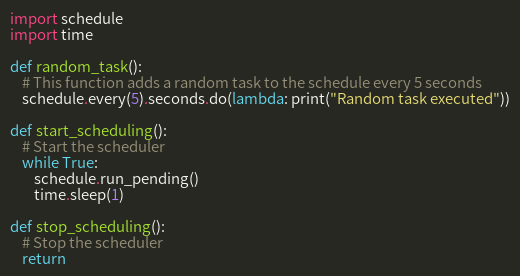 import schedule
import time

def random_task():
    # This function adds a random task to the schedule every 5 seconds
    schedule.every(5).seconds.do(lambda: print("Random task executed"))

def start_scheduling():
    # Start the scheduler
    while True:
        schedule.run_pending()
        time.sleep(1)

def stop_scheduling():
    # Stop the scheduler
    return